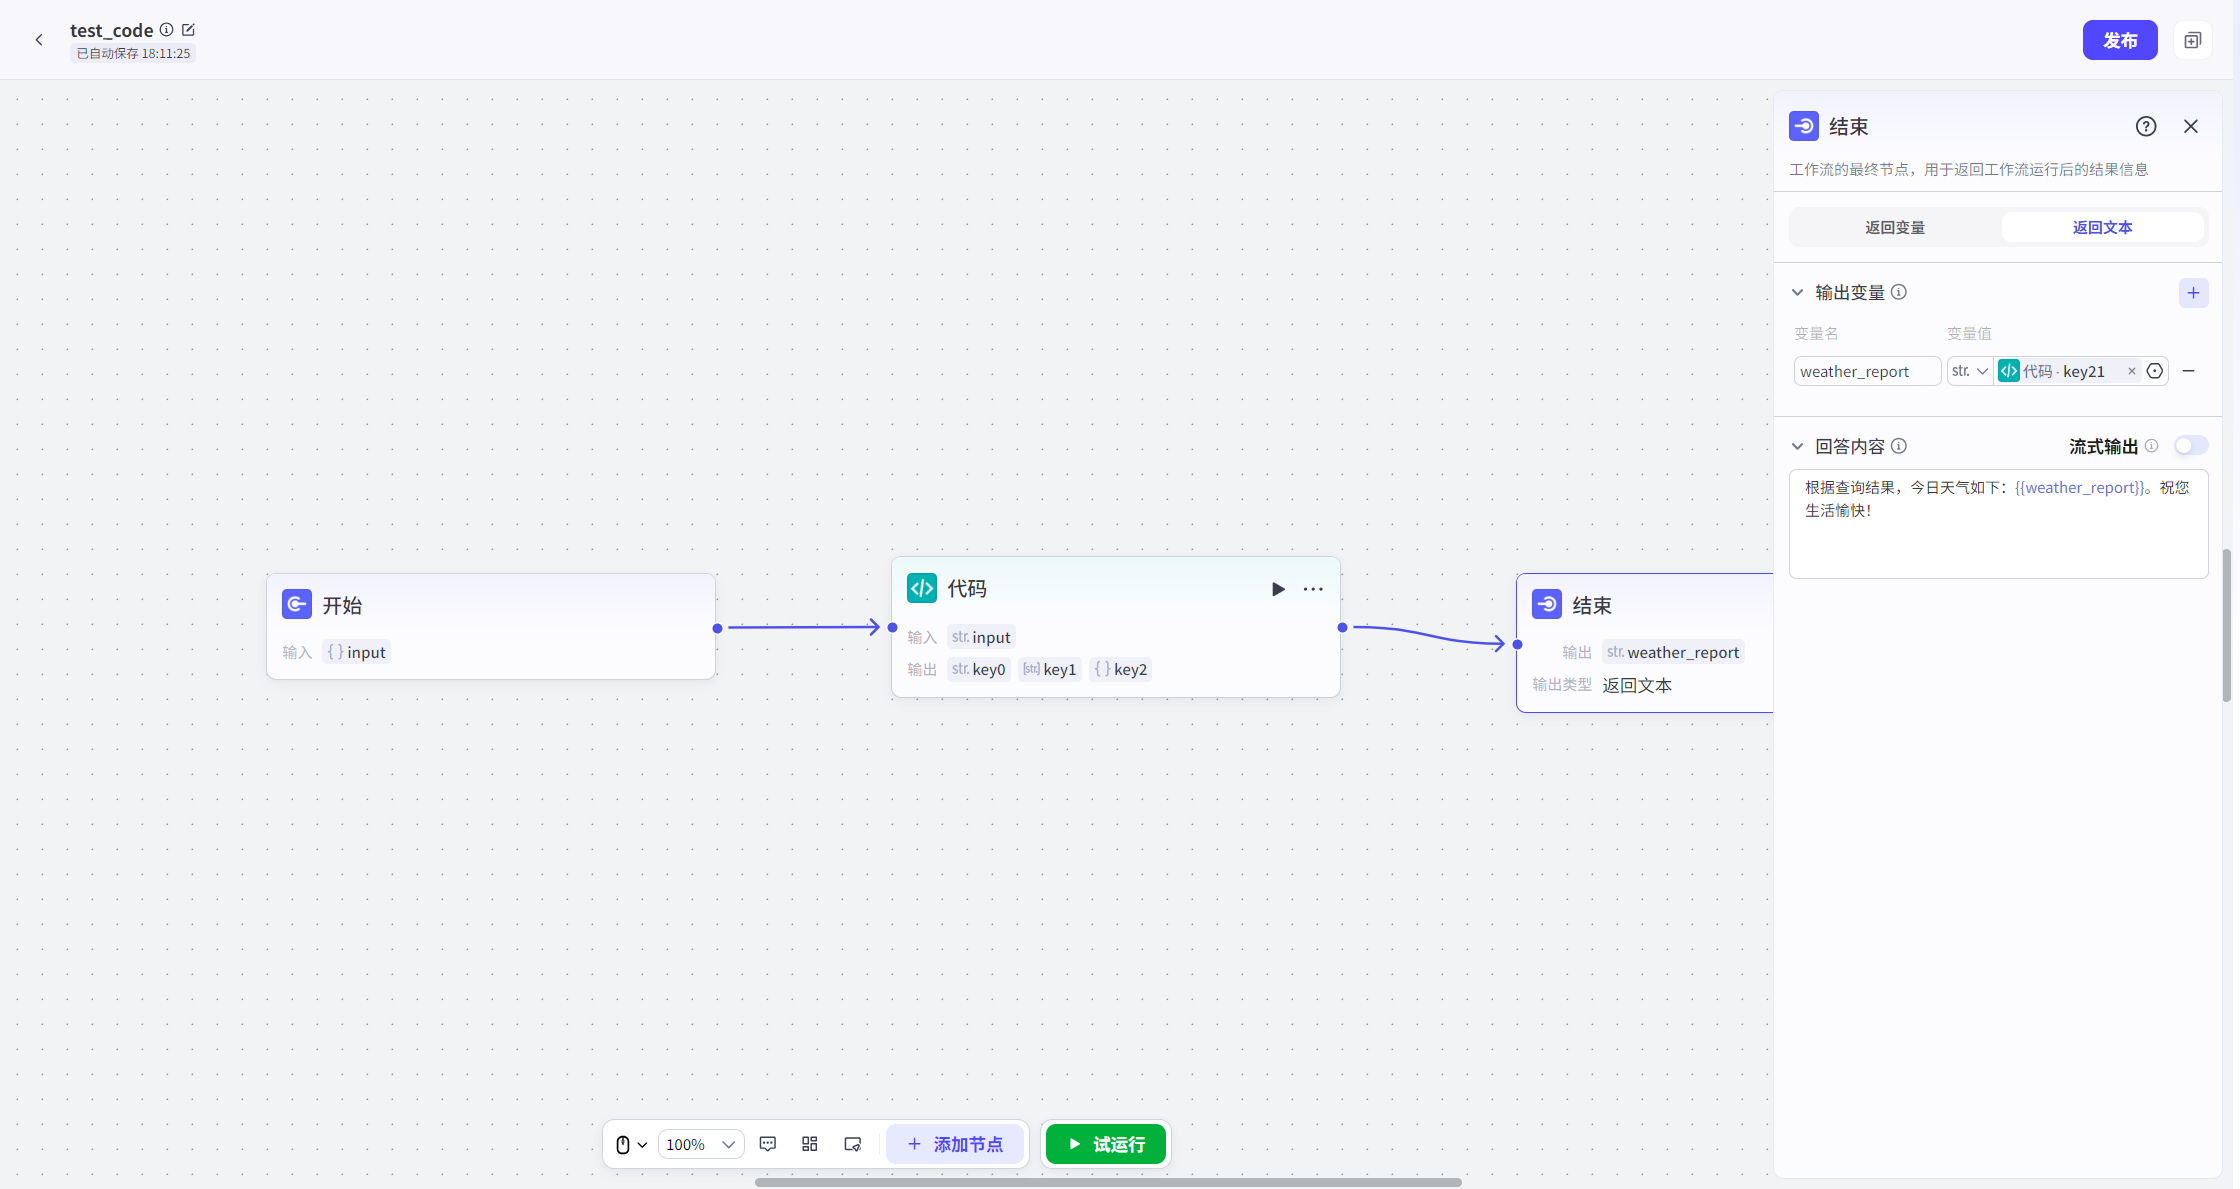 test_code
已自动保存 18:11:25
发布
结束
工作流的最终节点，用于返回工作流运行后的结果信息
返回变量
返回文本
输出变量
变量名
变量值
weather_report
str.
代码 · key21
回答内容
流式输出
根据查询结果，今日天气如下：{{weather_report}}。祝您
生活愉快！
开始
输入 { } input
代码
输入 str. input
输出 str. key0 [str] key1 { } key2
结束
输出 str. weather_report
输出类型 返回文本
100%
添加节点
试运行